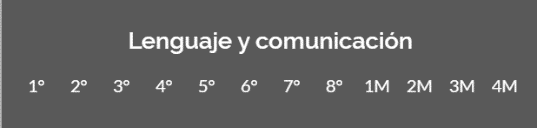 Lenguaje y comunicación
1° 2° 3° 4° 5° 6° 7° 8° 1M 2M 3M 4M